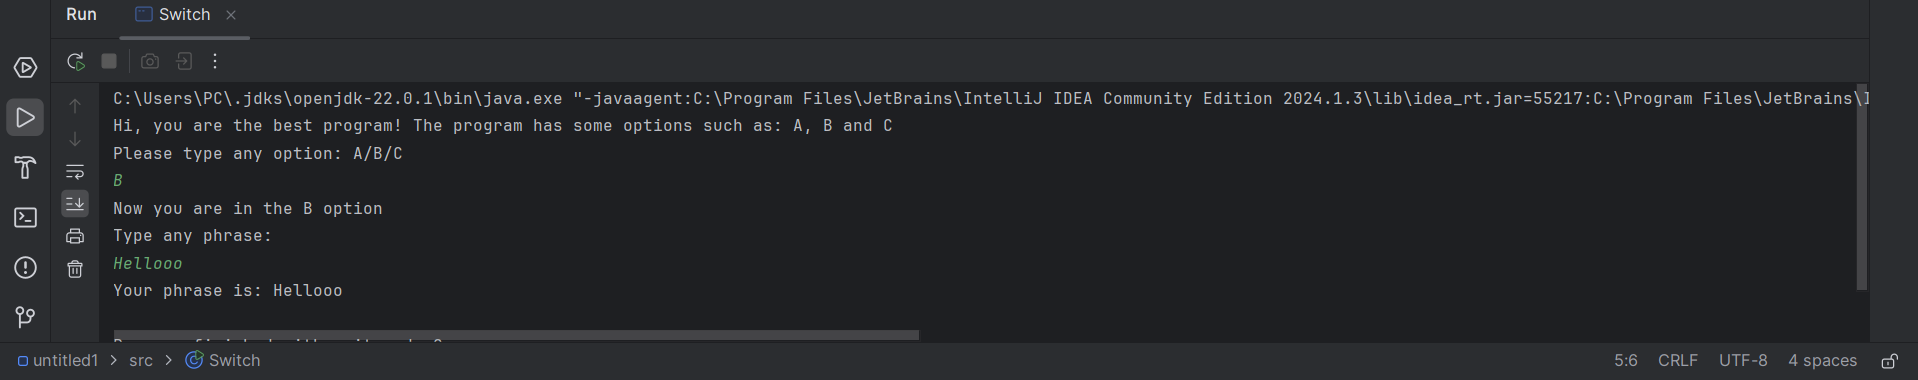 Run Switch
C:\Users\PC\.jdks\openjdk-22.0.1\bin\java.exe "-javaagent:C:\Program Files\JetBrains\IntelliJ IDEA Community Edition 2024.1.3\lib\idea_rt.jar=55217:C:\Program Files\JetBrains\I
Hi, you are the best program! The program has some options such as: A, B and C
Please type any option: A/B/C
B
Now you are in the B option
Type any phrase:
Hellooo
Your phrase is: Hellooo
untitled1 > src > Switch 5:6 CRLF UTF-8 4 spaces